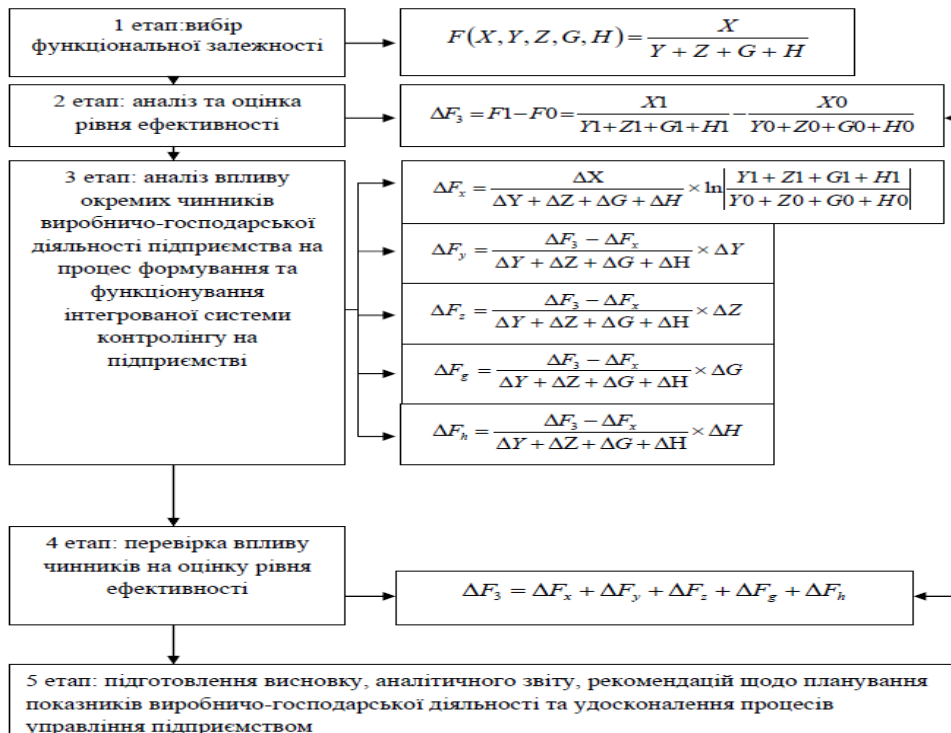 1 етап:вибір
функціональної залежності
F(X,Y,Z,G,H)=X/(Y+Z+G+H)
2 етап: аналіз та оцінка
рівня ефективності
ΔF₃=F1−F0=X1/(Y1+Z1+G1+H1)−X0/(Y0+Z0+G0+H0)
3 етап: аналіз впливу
окремих чинників
виробничо-господарської
діяльності підприємства на
процес формування та
функціонування
інтегрованої системи
контролінгу на
підприємстві
ΔFₓ=ΔX/(ΔY+ΔZ+ΔG+ΔH)×ln|(Y1+Z1+G1+H1)/(Y0+Z0+G0+H0)|
ΔF_y=(ΔF₃−ΔFₓ)/(ΔY+ΔZ+ΔG+ΔH)×ΔY
ΔF_z=(ΔF₃−ΔFₓ)/(ΔY+ΔZ+ΔG+ΔH)×ΔZ
ΔF_g=(ΔF₃−ΔFₓ)/(ΔY+ΔZ+ΔG+ΔH)×ΔG
ΔF_h=(ΔF₃−ΔFₓ)/(ΔY+ΔZ+ΔG+ΔH)×ΔH
4 етап: перевірка впливу
чинників на оцінку рівня
ефективності
ΔF₃=ΔFₓ+ΔF_y+ΔF_z+ΔF_g+ΔF_h
5 етап: підготовлення висновку, аналітичного звіту, рекомендацій щодо планування
показників виробничо-господарської діяльності та удосконалення процесів
управління підприємством